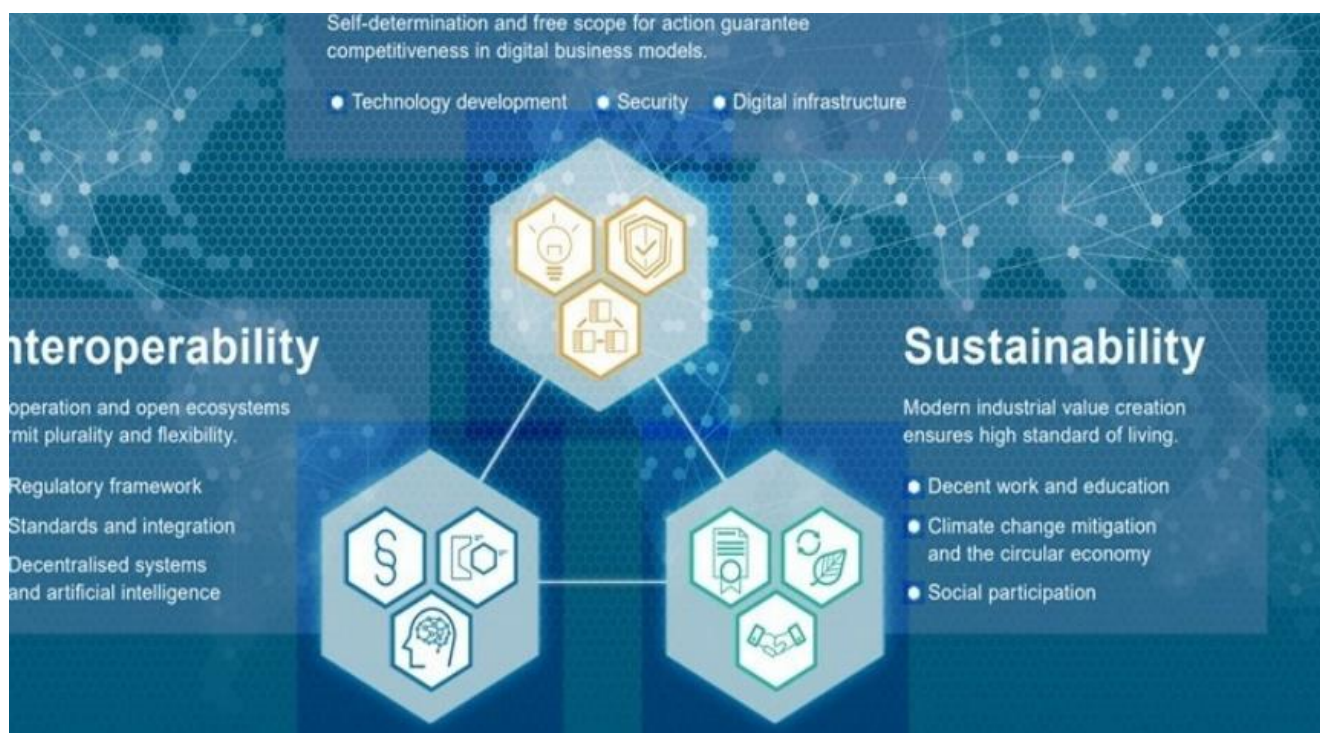 Self-determination and free scope for action guarantee
competitiveness in digital business models.
Technology development Security Digital infrastructure
nteroperability
operation and open ecosystems
rmit plurality and flexibility.
Regulatory framework
Standards and integration
Decentralised systems
and artificial intelligence
§
Sustainability
Modern industrial value creation
ensures high standard of living.
Decent work and education
Climate change mitigation
and the circular economy
Social participation